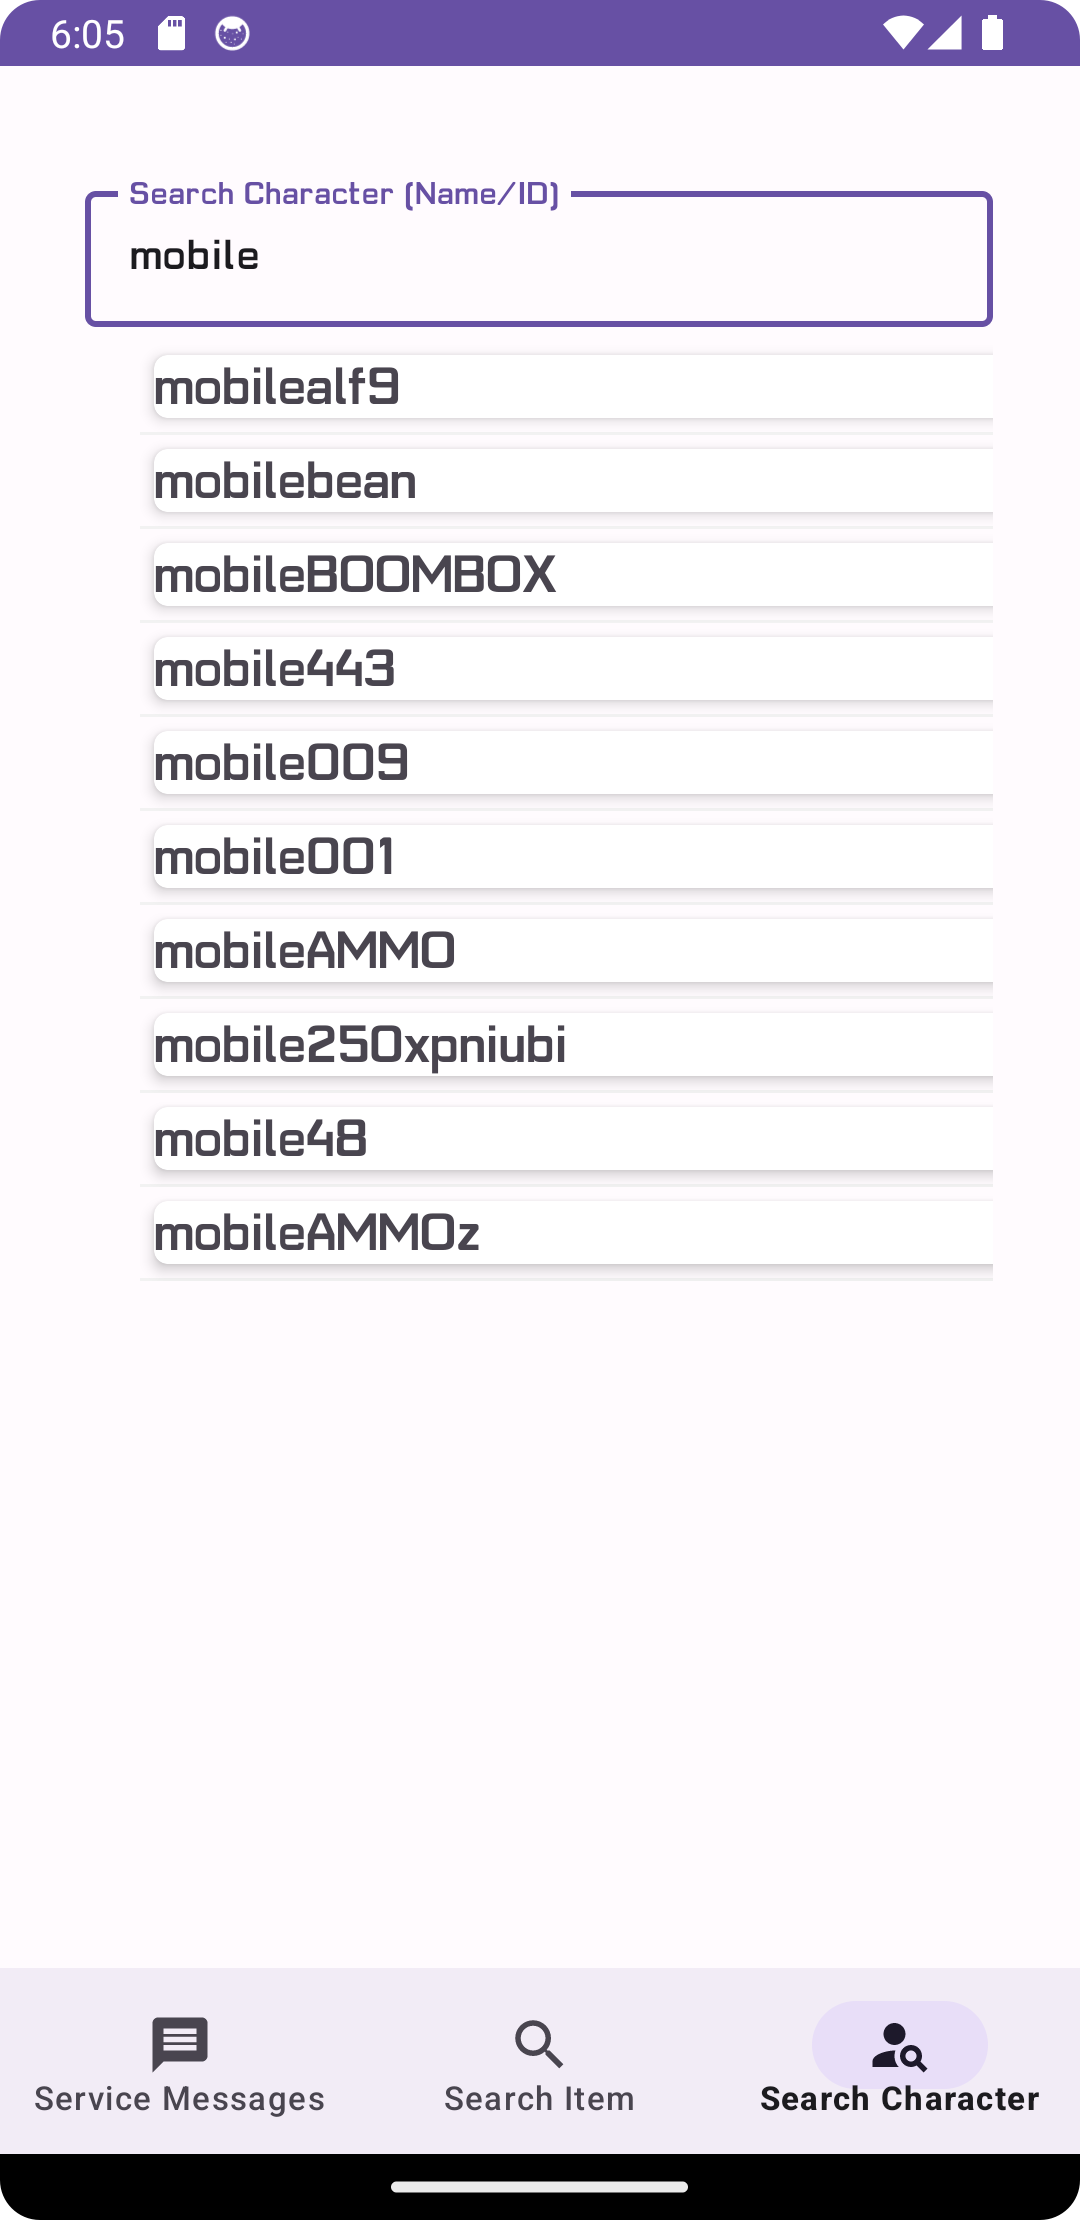 6:05
Search Character (Name/ID)
mobile
mobilealf9
mobilebean
mobileBOOMBOX
mobile443
mobile009
mobile001
mobileAMMO
mobile250xpniubi
mobile48
mobileAMMOz
Service Messages
Search Item
Search Character